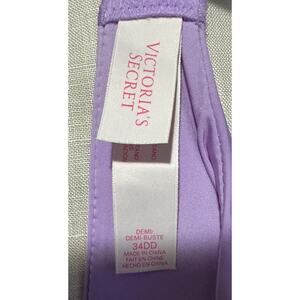 VICTORIA'S
SECRET
DEMI
DEMI-BUSTE
34DD
MADE IN CHINA
FAIT EN CHINE
HECHO EN CHINA